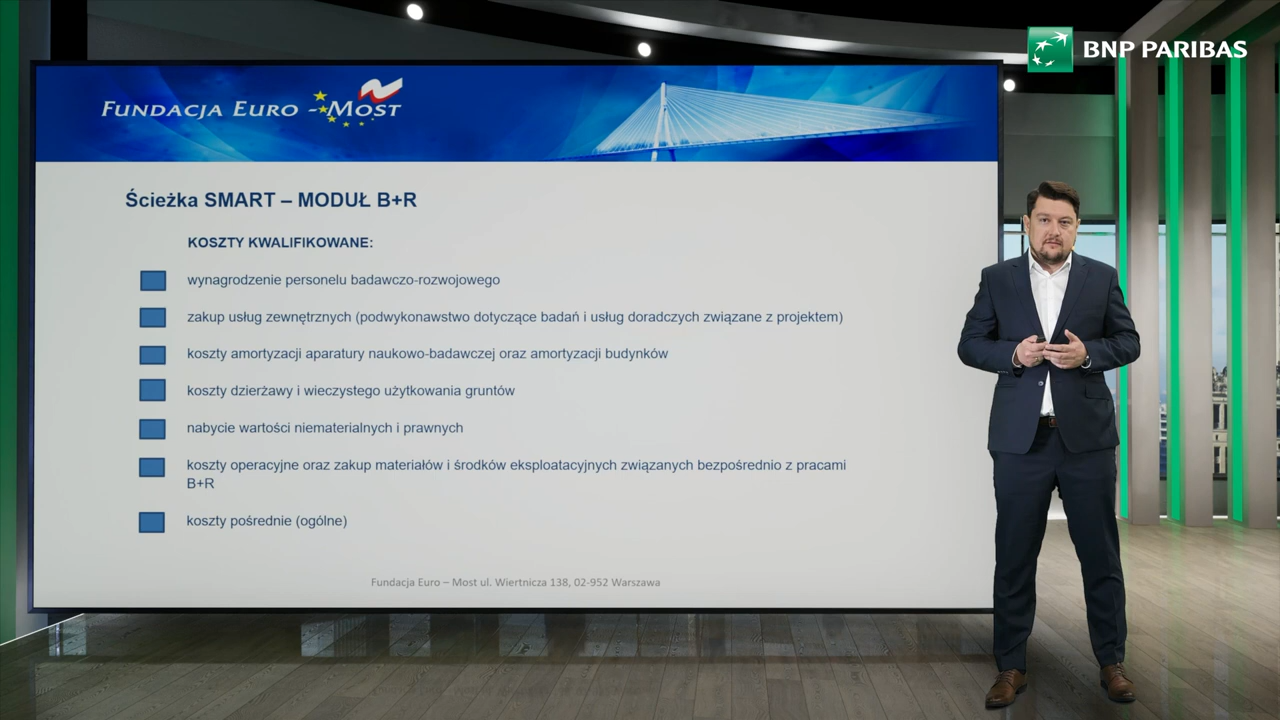 BNP PARIBAS
FUNDACJA EURO - MOST
Ścieżka SMART – MODUŁ B+R
KOSZTY KWALIFIKOWANE:
wynagrodzenie personelu badawczo-rozwojowego
zakup usług zewnętrznych (podwykonawstwo dotyczące badań i usług doradczych związane z projektem)
koszty amortyzacji aparatury naukowo-badawczej oraz amortyzacji budynków
koszty dzierżawy i wieczystego użytkowania gruntów
nabycie wartości niematerialnych i prawnych
koszty operacyjne oraz zakup materiałów i środków eksploatacyjnych związanych bezpośrednio z pracami
B+R
koszty pośrednie (ogólne)
Fundacja Euro – Most ul. Wiertnicza 138, 02-952 Warszawa